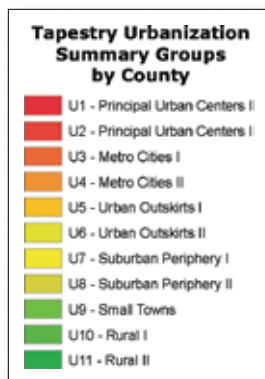 Tapestry Urbanization
Summary Groups
by County
U1 - Principal Urban Centers II
U2 - Principal Urban Centers I
U3 - Metro Cities I
U4 - Metro Cities II
U5 - Urban Outskirts I
U6 - Urban Outskirts II
U7 - Suburban Periphery I
U8 - Suburban Periphery II
U9 - Small Towns
U10 - Rural I
U11 - Rural II